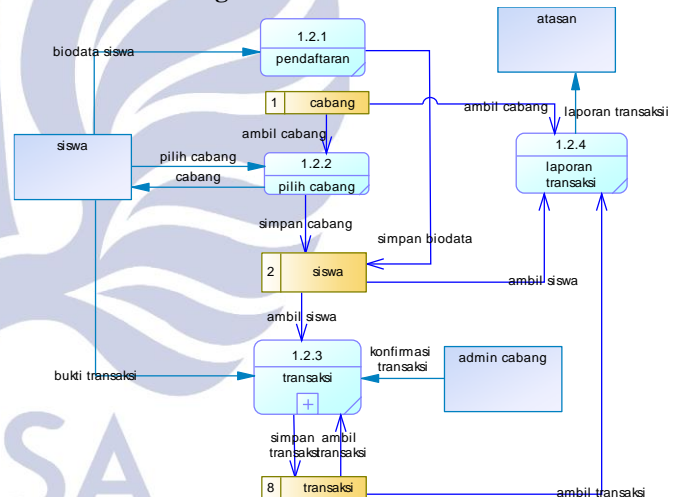 atasan
1.2.1
pendaftaran
biodata siswa
1 cabang
ambil cabang
laporan transaksii
ambil cabang
1.2.4
laporan
transaksi
siswa
pilih cabang
cabang
1.2.2
pilih cabang
simpan cabang
simpan biodata
2 siswa
ambil siswa
ambil siswa
1.2.3
transaksi
+
konfirmasi
transaksi
admin cabang
bukti transaksi
simpan
transaksi
ambil
transaksi
8 transaksi
ambil transaksi
SA